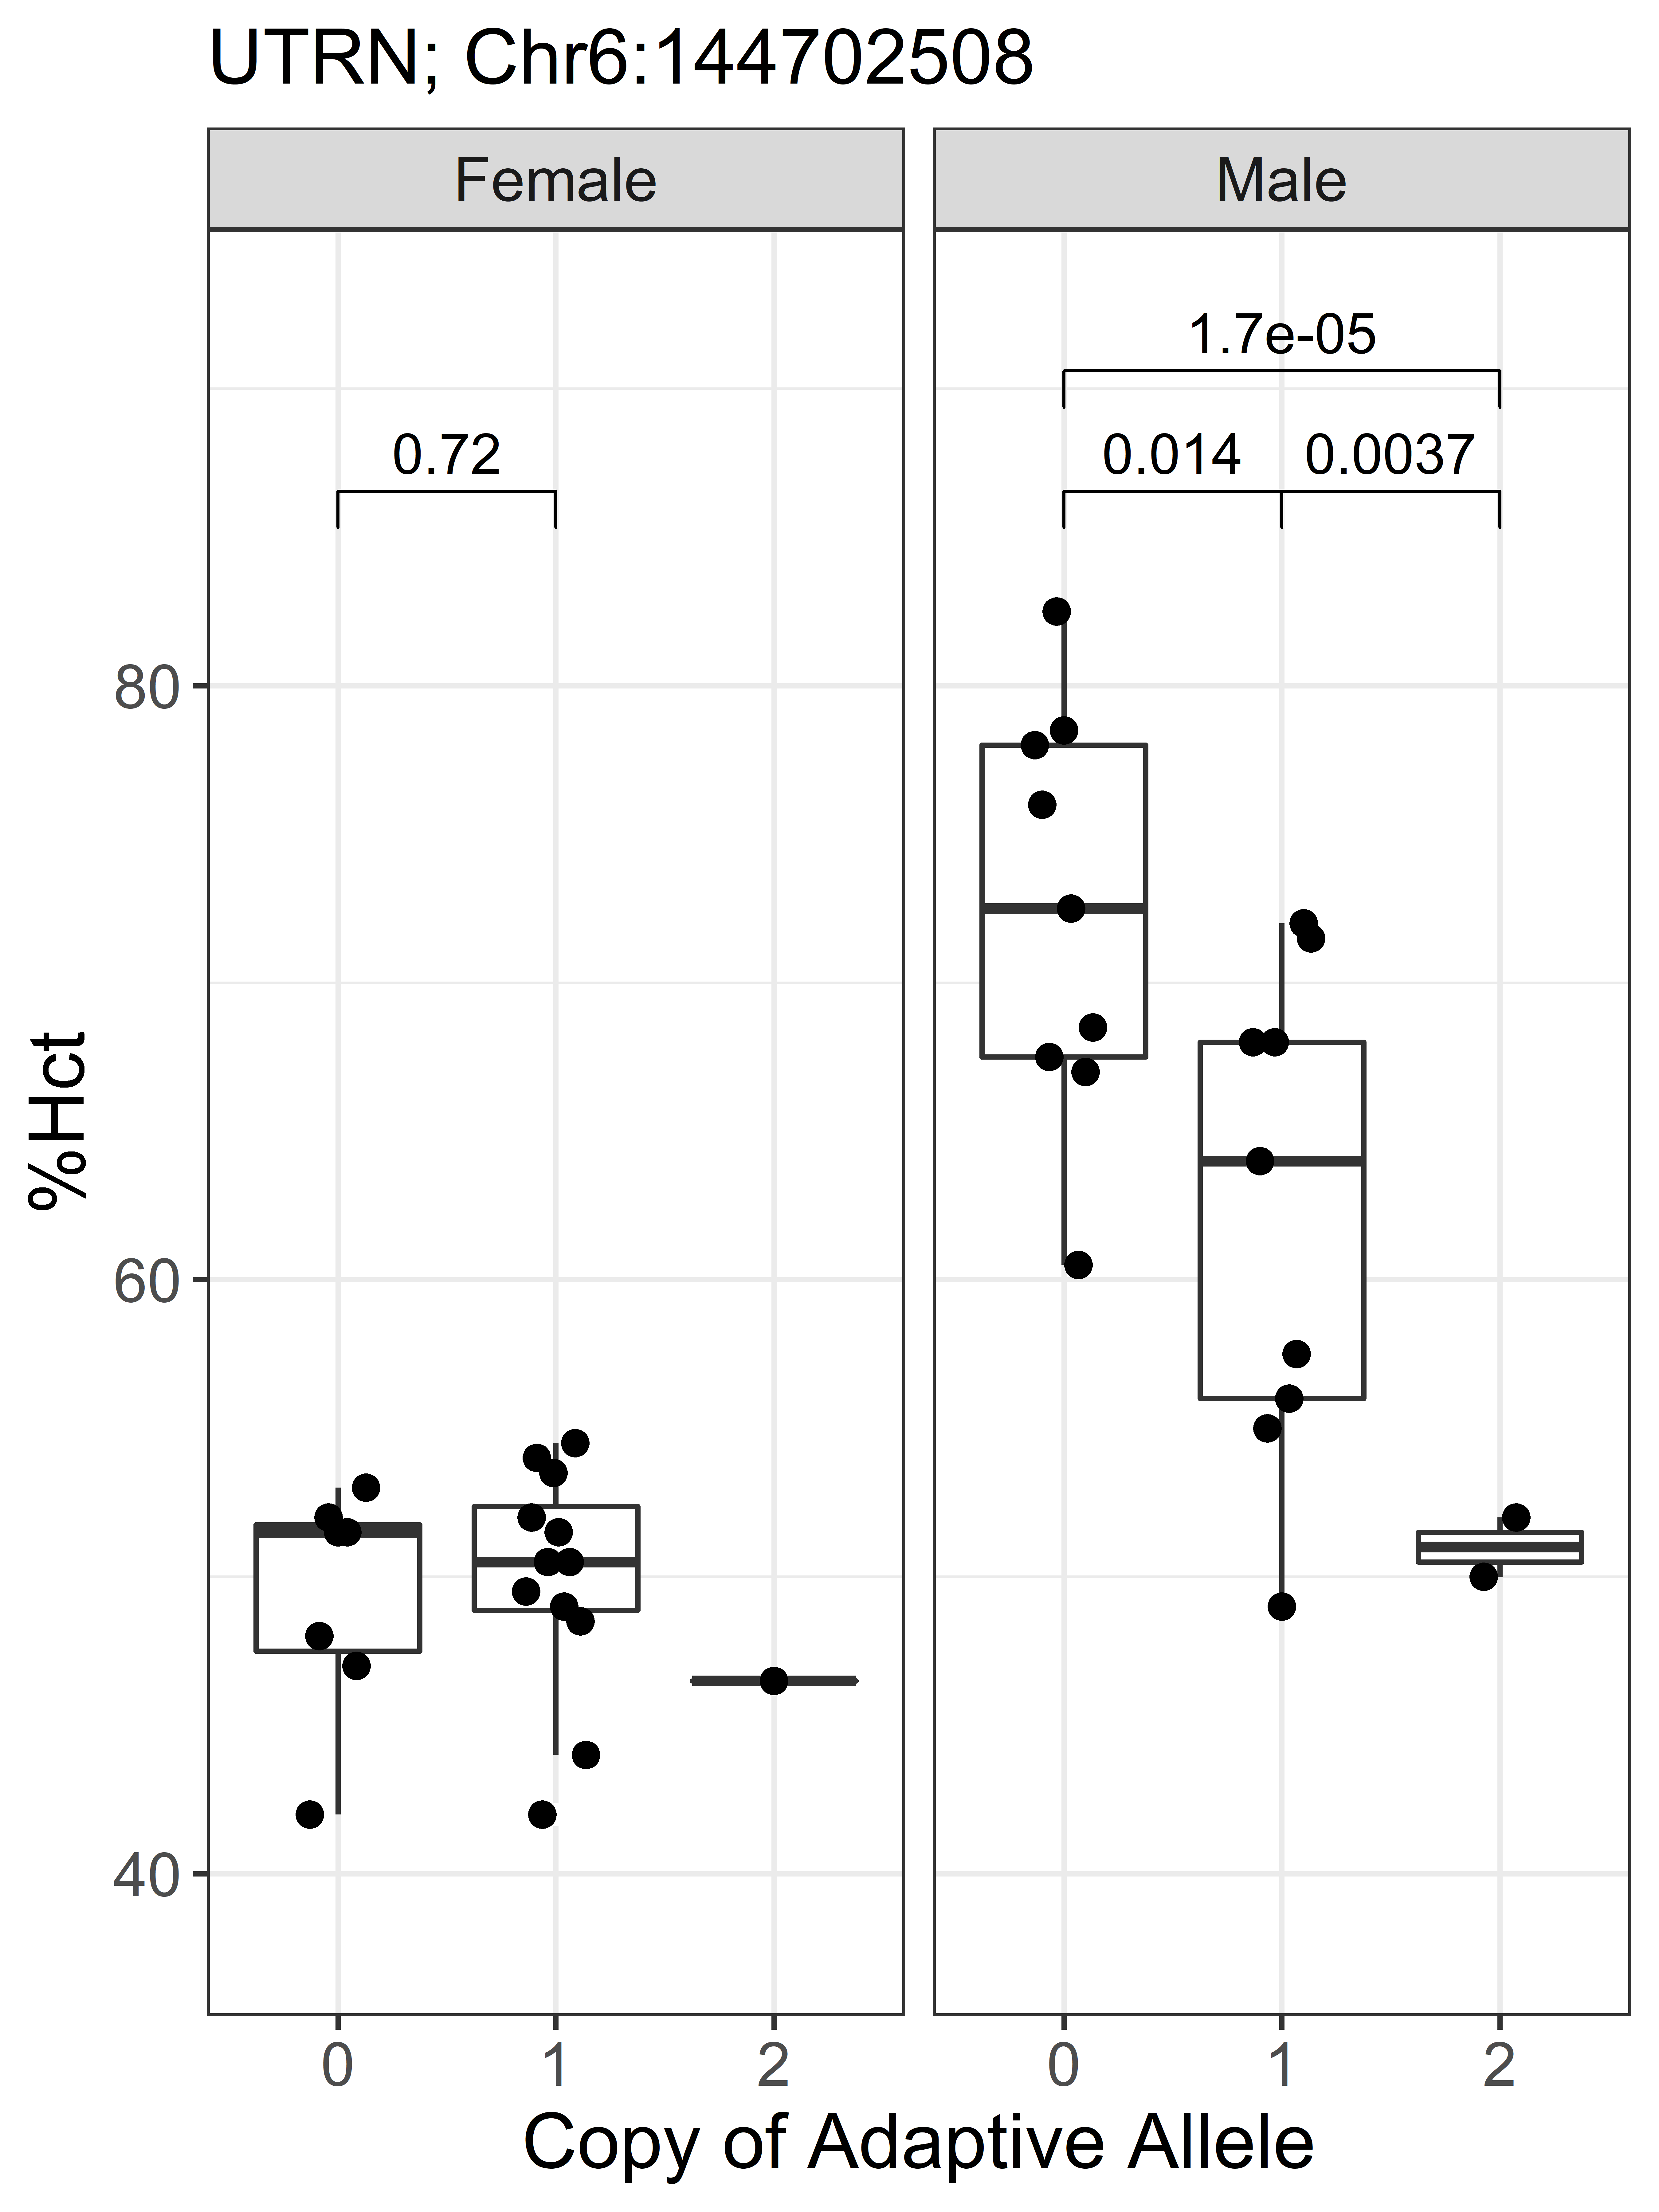 UTRN; Chr6:144702508
Female
Male
1.7e-05
0.72
0.014
0.0037
80
60
40
%Hct
0 1 2
0 1 2
Copy of Adaptive Allele